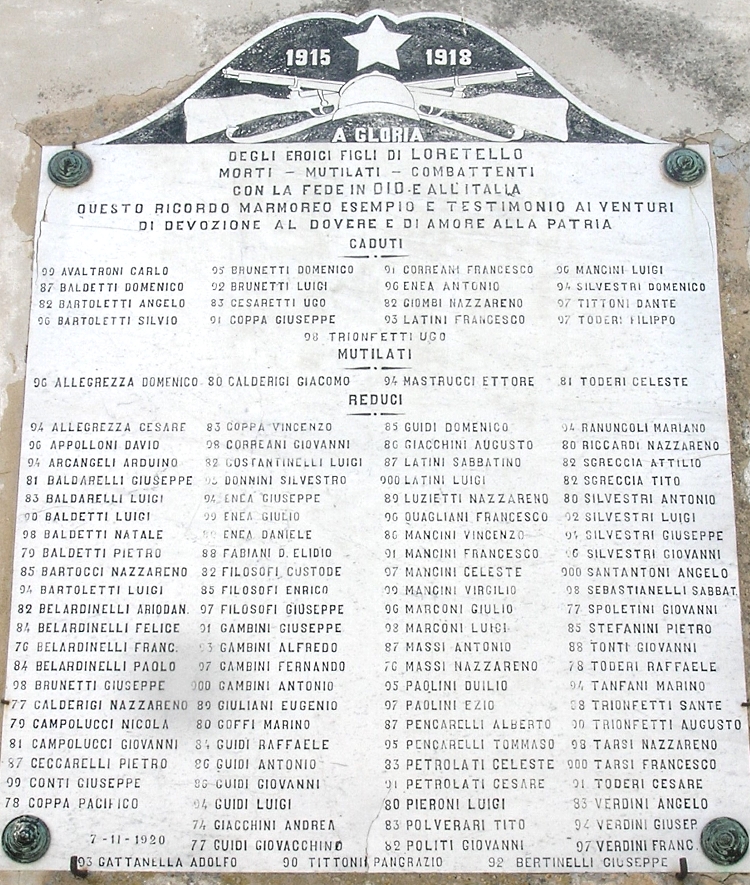 1915 1918
A GLORIA
DEGLI EROICI FIGLI DI LORETELLO
MORTI - MUTILATI - COMBATTENTI
CON LA FEDE IN DIO E ALL'ITALIA
QUESTO RICORDO MARMOREO ESEMPIO E TESTIMONIO AI VENTURI
DI DEVOZIONE AL DOVERE E DI AMORE ALLA PATRIA
CADUTI
99 AVALTRONI CARLO 95 BRUNETTI DOMENICO 91 CORREANI FRANCESCO 96 MANCINI LUIGI
87 BALDETTI DOMENICO 92 BRUNETTI LUIGI 96 ENEA ANTONIO 94 SILVESTRI DOMENICO
82 BARTOLETTI ANGELO 83 CESARETTI UGO 82 GIOMBI NAZZARENO 97 TITTONI DANTE
96 BARTOLETTI SILVIO 91 COPPA GIUSEPPE 93 LATINI FRANCESCO 97 TODERI FILIPPO
98 TRIONFETTI UGO
MUTILATI
96 ALLEGREZZA DOMENICO 80 CALDERIGI GIACOMO 94 MASTRUCCI ETTORE 81 TODERI CELESTE
REDUCI
94 ALLEGREZZA CESARE 83 COPPA VINCENZO 85 GUIDI DOMENICO 94 RANUNCOLI MARIANO
96 APPOLLONI DAVID 98 CORREANI GIOVANNI 86 GIACCHINI AUGUSTO 80 RICCARDI NAZZARENO
94 ARCANGELI ARDUINO 82 COSTANTINELLI LUIGI 87 LATINI SABBATINO 82 SGRECCIA ATTILIO
81 BALDARELLI GIUSEPPE DONNINI SILVESTRO 900 LATINI LUIGI 82 SGRECCIA TITO
83 BALDARELLI LUIGI 94 ENEA GIUSEPPE 89 LUZIETTI NAZZARENO 80 SILVESTRI ANTONIO
90 BALDETTI LUIGI 99 ENEA GIULIO 96 QUAGLIANI FRANCESCO 92 SILVESTRI LUIGI
98 BALDETTI NATALE ENEA DANIELE 86 MANCINI VINCENZO 94 SILVESTRI GIUSEPPE
79 BALDETTI PIETRO 88 FABIANI D. ELIDIO 91 MANCINI FRANCESCO 96 SILVESTRI GIOVANNI
85 BARTOCCI NAZZARENO 82 FILOSOFI CUSTODE 97 MANCINI CELESTE 900 SANTANTONI ANGELO
94 BARTOLETTI LUIGI 85 FILOSOFI ENRICO 99 MANCINI VIRGILIO 98 SEBASTIANELLI SABBAT.
82 BELARDINELLI ARIODAN. 97 FILOSOFI GIUSEPPE 96 MARCONI GIULIO 77 SPOLETINI GIOVANNI
84 BELARDINELLI FELICE 91 GAMBINI GIUSEPPE 98 MARCONI LUIGI 85 STEFANINI PIETRO
76 BELARDINELLI FRANC. 93 GAMBINI ALFREDO 87 MASSI ANTONIO 88 TONTI GIOVANNI
84 BELARDINELLI PAOLO 97 GAMBINI FERNANDO 76 MASSI NAZZARENO 78 TODERI RAFFAELE
98 BRUNETTI GIUSEPPE 900 GAMBINI ANTONIO 95 PAOLINI DUILIO 94 TANFANI MARINO
77 CALDERIGI NAZZARENO 89 GIULIANI EUGENIO 97 PAOLINI EZIO 88 TRIONFETTI SANTE
79 CAMPOLUCCI NICOLA 80 GOFFI MARINO 87 PENCARELLI ALBERTO 90 TRIONFETTI AUGUSTO
81 CAMPOLUCCI GIOVANNI 84 GUIDI RAFFAELE 95 PENCARELLI TOMMASO 98 TARSI NAZZARENO
87 CECCARELLI PIETRO 86 GUIDI ANTONIO 83 PETROLATI CELESTE 900 TARSI FRANCESCO
99 CONTI GIUSEPPE 86 GUIDI GIOVANNI 91 PETROLATI CESARE 91 TODERI CESARE
78 COPPA PACIFICO 94 GUIDI LUIGI 80 PIERONI LUIGI 83 VERDINI ANGELO
74 GIACCHINI ANDREA 83 POLVERARI TITO 94 VERDINI GIUSEP.
7-11-1920 77 GUIDI GIOVACCHINO 82 POLITI GIOVANNI 97 VERDINI FRANC.
93 GATTANELLA ADOLFO 90 TITTONI PANGRAZIO 92 BERTINELLI GIUSEPPE